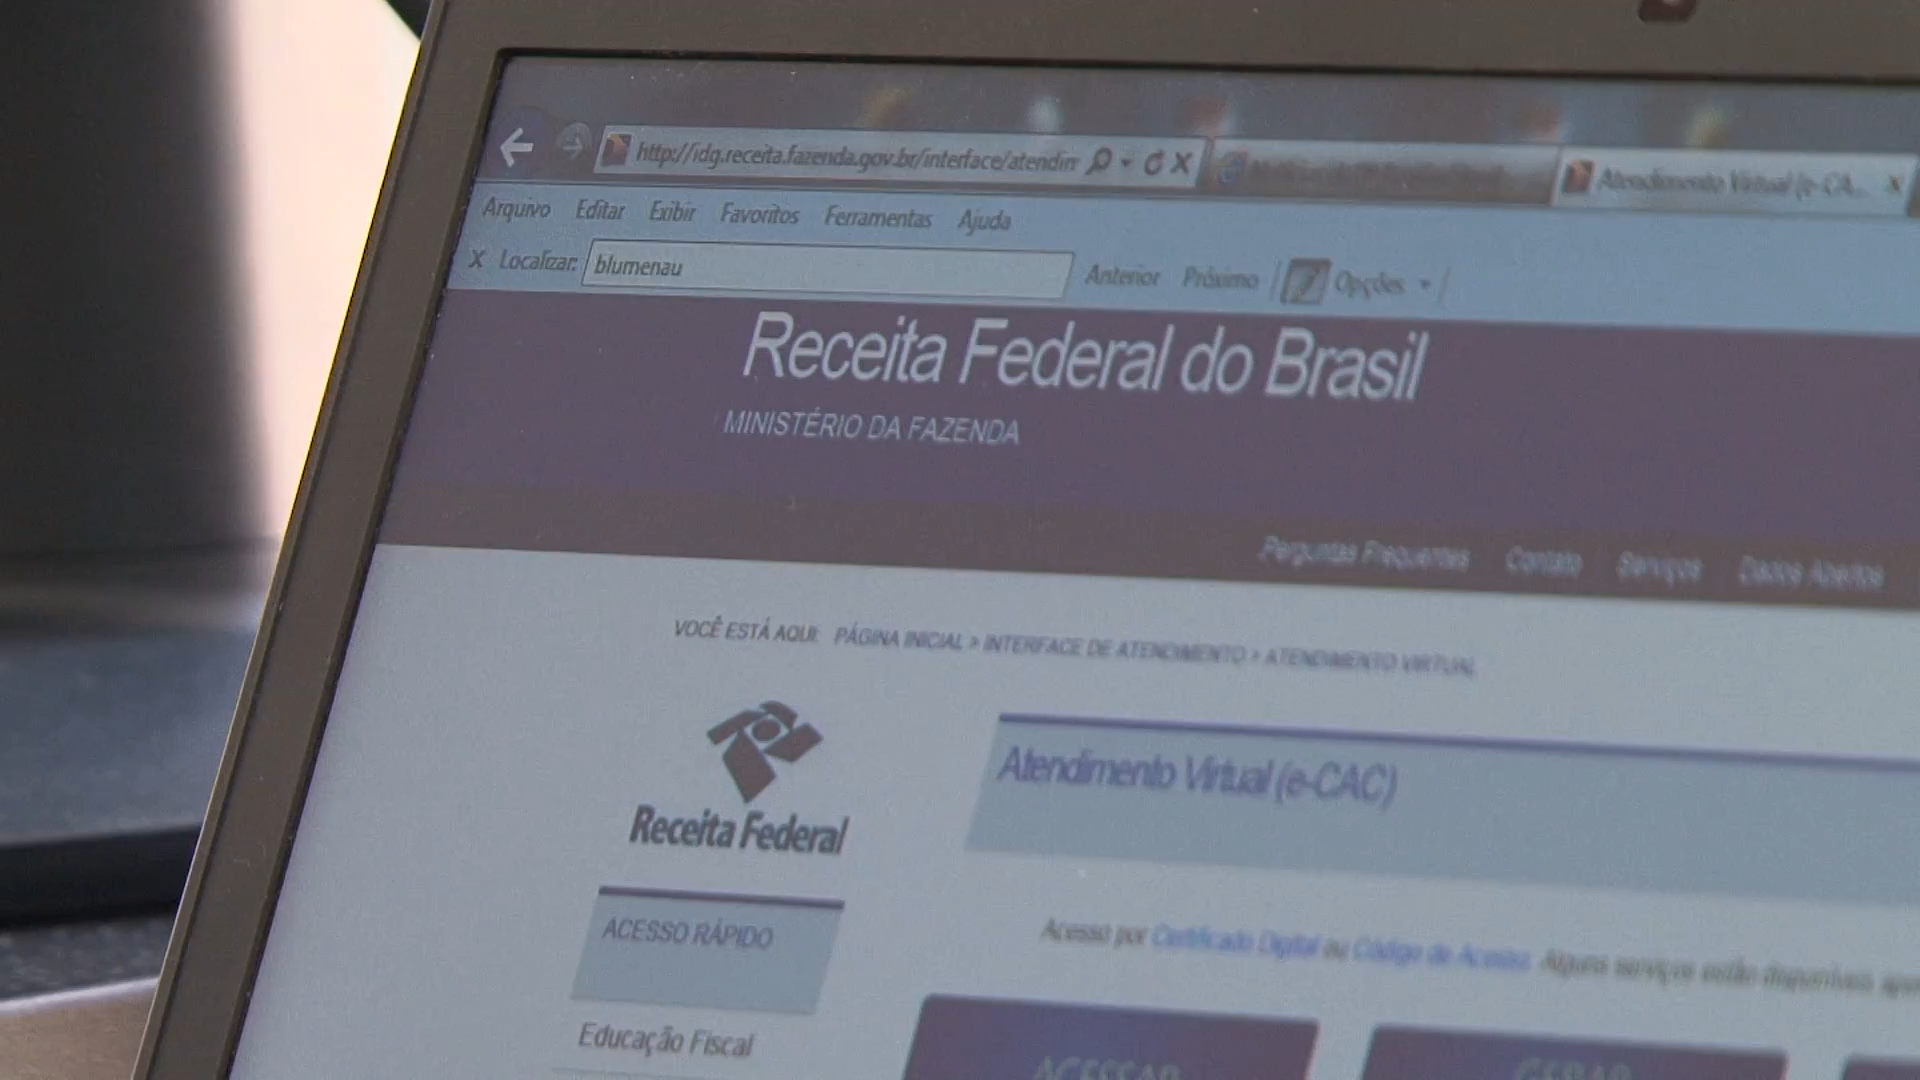 http://idg.receita.fazenda.gov.br/interface/atendim
Atendimento Virtual (e-CA...
Arquivo Editar Exibir Favoritos Ferramentas Ajuda
X Localizar: blumenau Anterior Próximo Opções
Receita Federal do Brasil
MINISTÉRIO DA FAZENDA
Perguntas Frequentes Contato Serviços Dados Abertos
VOCÊ ESTÁ AQUI: PÁGINA INICIAL > INTERFACE DE ATENDIMENTO > ATENDIMENTO VIRTUAL
Receita Federal
Atendimento Virtual (e-CAC)
ACESSO RÁPIDO
Acesso por Certificado Digital ou Código de Acesso. Alguns serviços estão disponíveis
Educação Fiscal
ACESSAR
GERAR